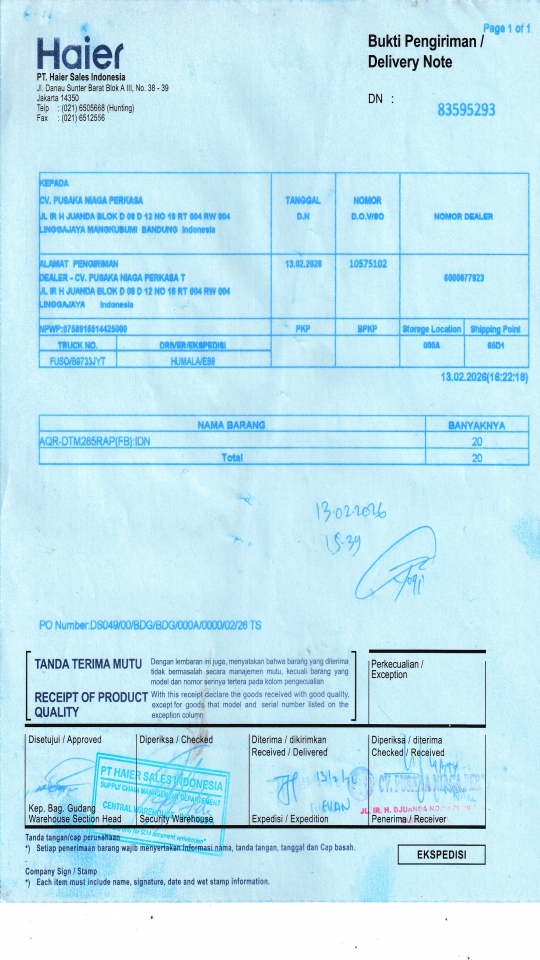 Page 1 of 1
Haier
Bukti Pengiriman /
Delivery Note
PT. Haier Sales Indonesia
Jl. Danau Sunter Barat Blok A III, No. 38 - 39
Jakarta 14350
Telp : (021) 6505668 (Hunting)
Fax : (021) 6512556
DN : 83595293
KEPADA
CV. PUSAKA NIAGA PERKASA
JL IR H JUANDA BLOK D 08 D 12 NO 18 RT 004 RW 004
LINGGAJAYA MANGKUBUMI BANDUNG Indonesia
TANGGAL
D.N
NOMOR
D.O./SO
NOMOR DEALER
ALAMAT PENGIRIMAN
DEALER - CV. PUSAKA NIAGA PERKASA T
JL IR H JUANDA BLOK D 08 D 12 NO 18 RT 004 RW 004
LINGGAJAYA Indonesia
13.02.2026
10575102
NPWP:
PKP BPKP Storege Location Shipping Point
TRUCK NO. DRIVER/EKSPEDISI 000A
HUMALA/E88
13.02.2026(16:22:18)
NAMA BARANG BANYAKNYA
AQR-DTM285RAP(FB):IDN 20
Total 20
13-02-2026
15-39
PO Number:DS049/00/BDG/BDG/000A/0000/02/26 TS
TANDA TERIMA MUTU
Dengan lembaran ini juga, menyatakan bahwa barang yang diterima
tidak bermasalah secara manajemen mutu, kecuali barang yang
model dan nomor serinya tertera pada kolom pengecualian
RECEIPT OF PRODUCT
QUALITY
With this receipt declare the goods received with good quality,
except for goods that model and serial number listed on the
exception column
Perkecualian /
Exception
Disetujui / Approved
Diperiksa / Checked
Diterima / dikirimkan
Received / Delivered
Diperiksa / diterima
Checked / Received
PT HAIER SALES INDONESIA
SUPPLY CHAIN MANAGEMENT DEPARTEMENT
CENTRAL WAREHOUSE
EVAN
Kep. Bag. Gudang
Warehouse Section Head
Security Warehouse
Expedisi / Expedition
JL. IR. H. DJUANDA NO.
Penerima / Receiver
Tanda tangan/cap perusahaan
*) Setiap penerimaan barang wajib menyertakan informasi nama, tanda tangan, tanggal dan Cap basah.
EKSPEDISI
Company Sign / Stamp
*) Each item must include name, signature, date and wet stamp information.